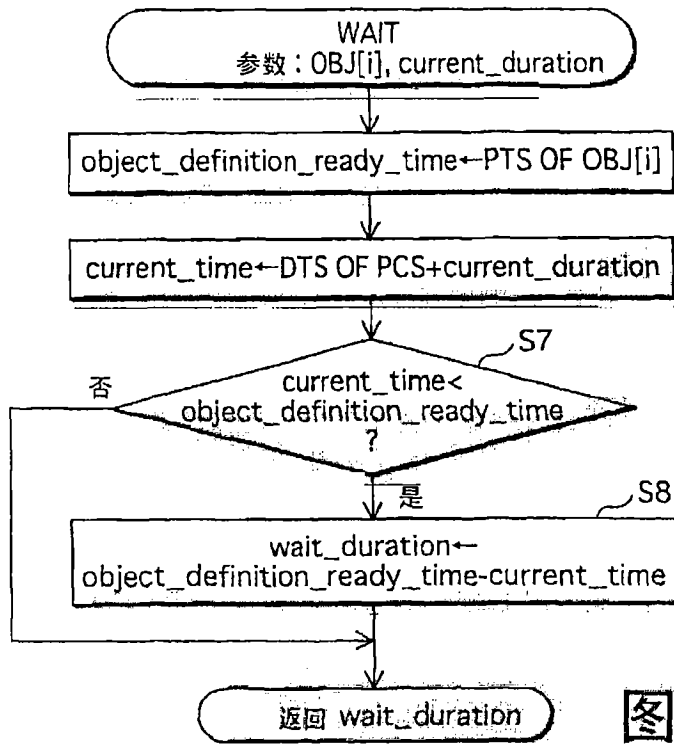 WAIT
参数：OBJ[i], current_duration
object_definition_ready_time←PTS OF OBJ[i]
current_time←DTS OF PCS+current_duration
S7
否
current_time<
object_definition_ready_time
?
是
S8
wait_duration←
object_definition_ready_time-current_time
返回 wait_duration